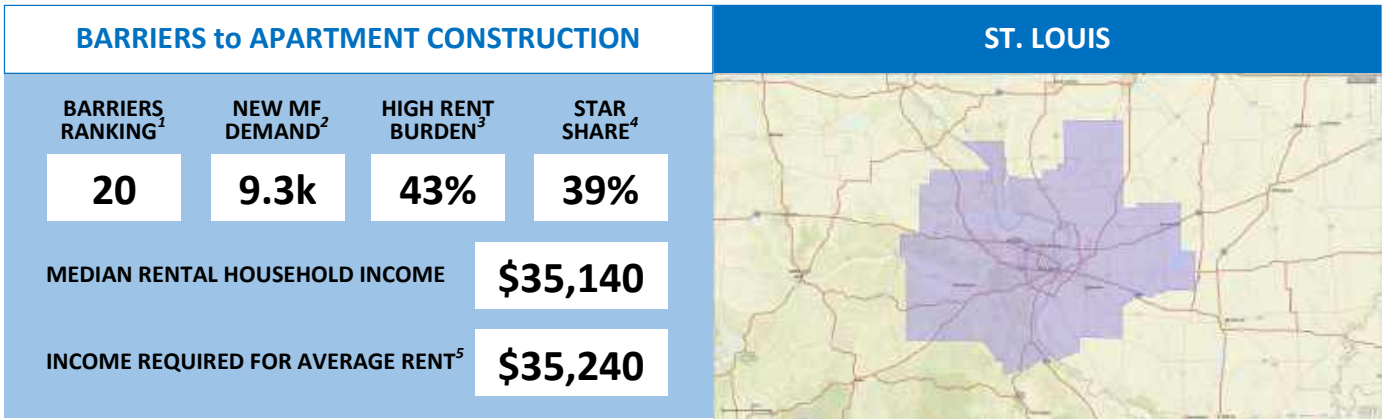 BARRIERS to APARTMENT CONSTRUCTION
ST. LOUIS
BARRIERS RANKING1
NEW MF DEMAND2
HIGH RENT BURDEN3
STAR SHARE4
20
9.3k
43%
39%
MEDIAN RENTAL HOUSEHOLD INCOME
$35,140
INCOME REQUIRED FOR AVERAGE RENT5
$35,240